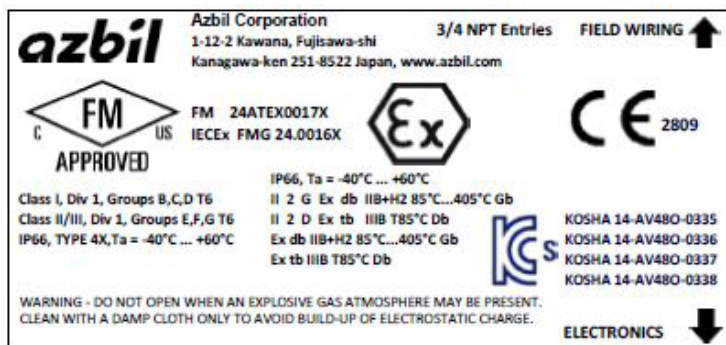 azbil
Azbil Corporation
1-12-2 Kawana, Fujisawa-shi
Kanagawa-ken 251-8522 Japan, www.azbil.com
3/4 NPT Entries
FIELD WIRING
C FM US
APPROVED
FM 24ATEX0017X
IECEx FMG 24.0016X
Ex
CE 2809
Class I, Div 1, Groups B,C,D T6
Class II/III, Div 1, Groups E,F,G T6
IP66, TYPE 4X,Ta = -40°C ... +60°C
IP66, Ta = -40°C ... +60°C
II 2 G Ex db IIB+H2 85°C...405°C Gb
II 2 D Ex tb IIIB T85°C Db
Ex db IIB+H2 85°C...405°C Gb
Ex tb IIIB T85°C Db
KCs
KOSHA 14-AV48O-0335
KOSHA 14-AV48O-0336
KOSHA 14-AV48O-0337
KOSHA 14-AV48O-0338
WARNING - DO NOT OPEN WHEN AN EXPLOSIVE GAS ATMOSPHERE MAY BE PRESENT.
CLEAN WITH A DAMP CLOTH ONLY TO AVOID BUILD-UP OF ELECTROSTATIC CHARGE.
ELECTRONICS